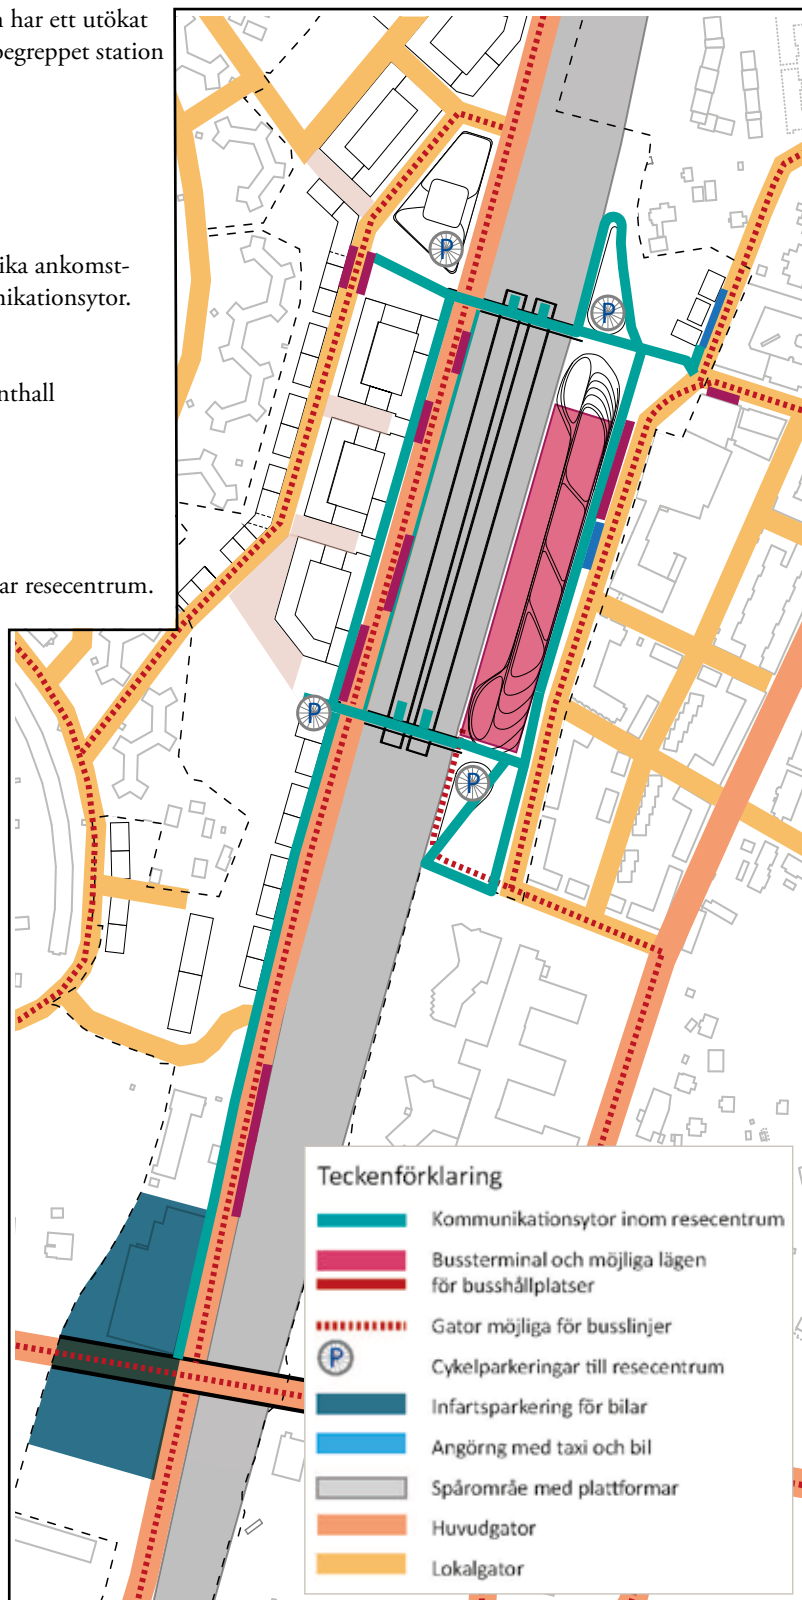 har ett utökat
begreppet station
ika ankomst-
nikationsytor.
nthall
ar resecentrum.
P
P
P
P
Teckenförklaring
Kommunikationsytor inom resecentrum
Bussterminal och möjliga lägen
för busshållplatser
Gator möjliga för busslinjer
P
Cykelparkeringar till resecentrum
Infartsparkering för bilar
Angörng med taxi och bil
Spårområe med plattformar
Huvudgator
Lokalgator